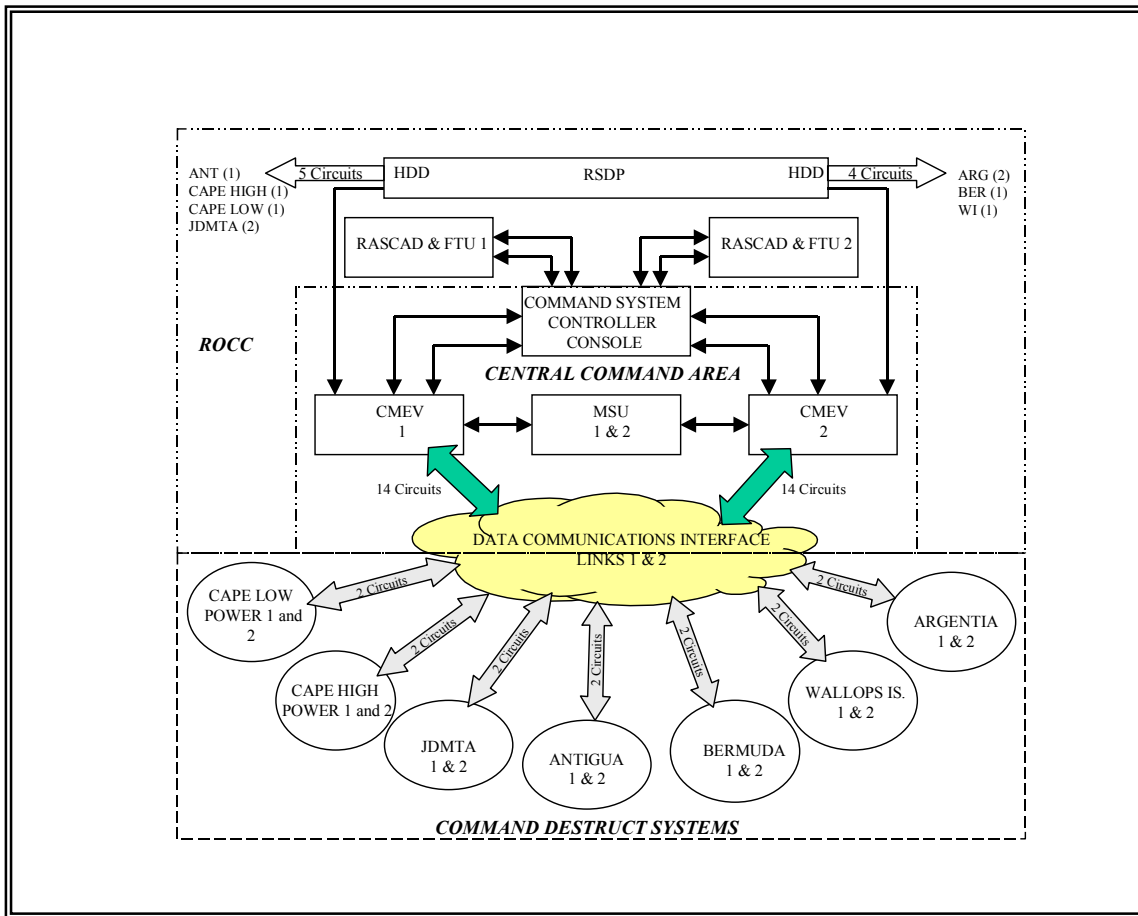 5 Circuits
HDD
RSDP
HDD
4 Circuits
ANT (1)
CAPE HIGH (1)
CAPE LOW (1)
JDMTA (2)
ARG (2)
BER (1)
WI (1)
RASCAD & FTU 1
RASCAD & FTU 2
COMMAND SYSTEM
CONTROLLER
CONSOLE
ROCC
CENTRAL COMMAND AREA
CMEV
1
MSU
1 & 2
CMEV
2
14 Circuits
14 Circuits
DATA COMMUNICATIONS INTERFACE
LINKS 1 & 2
2 Circuits
2 Circuits
2 Circuits
2 Circuits
2 Circuits
2 Circuits
2 Circuits
CAPE LOW
POWER 1 and
2
CAPE HIGH
POWER 1 and 2
JDMTA
1 & 2
ANTIGUA
1 & 2
BERMUDA
1 & 2
WALLOPS IS.
1 & 2
ARGENTIA
1 & 2
COMMAND DESTRUCT SYSTEMS